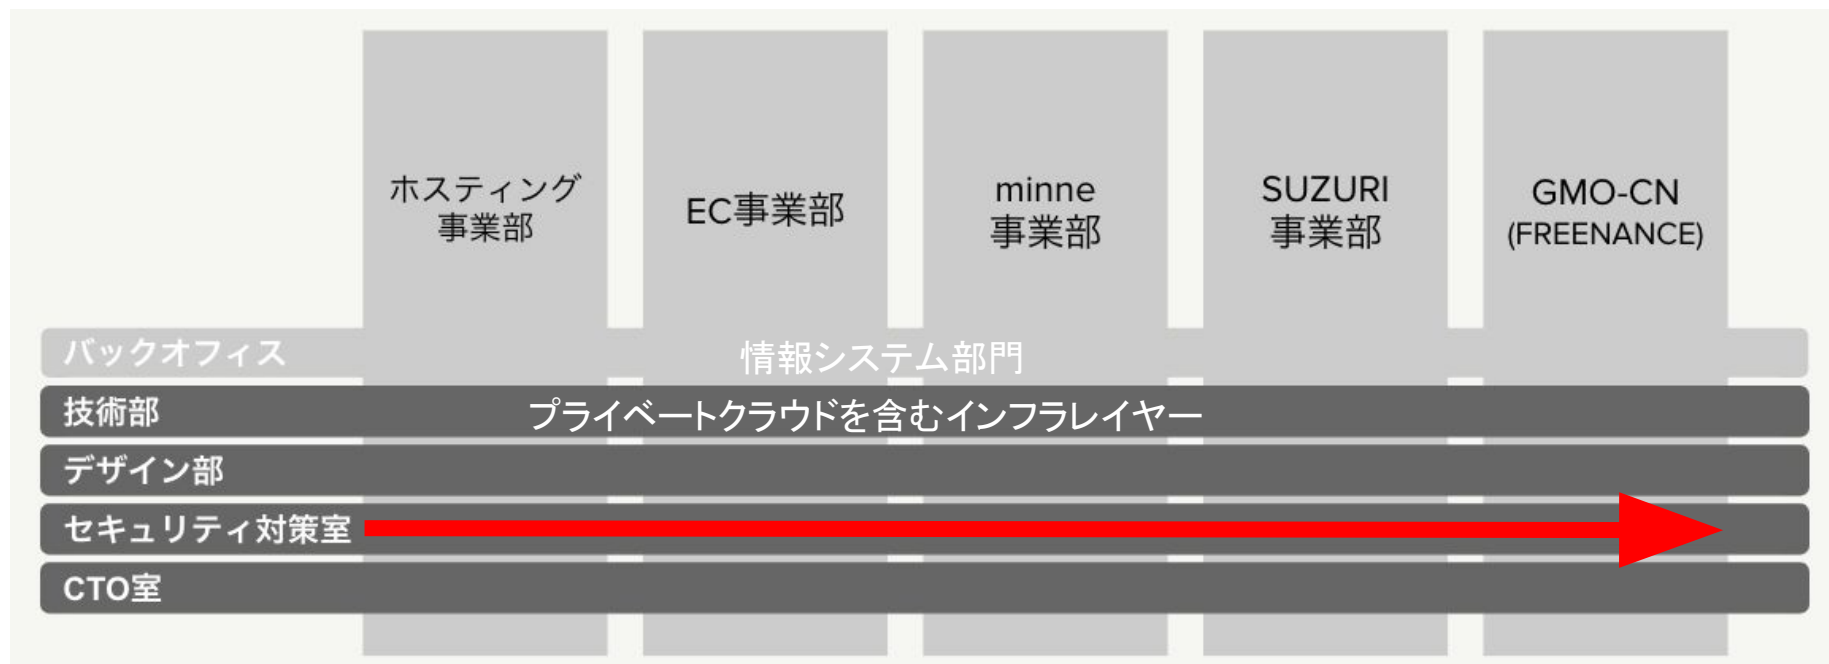 ホスティング
事業部
EC事業部
minne
事業部
SUZURI
事業部
GMO-CN
(FREENANCE)
バックオフィス
情報システム部門
技術部
プライベートクラウドを含むインフラレイヤー
デザイン部
セキュリティ対策室
CTO室